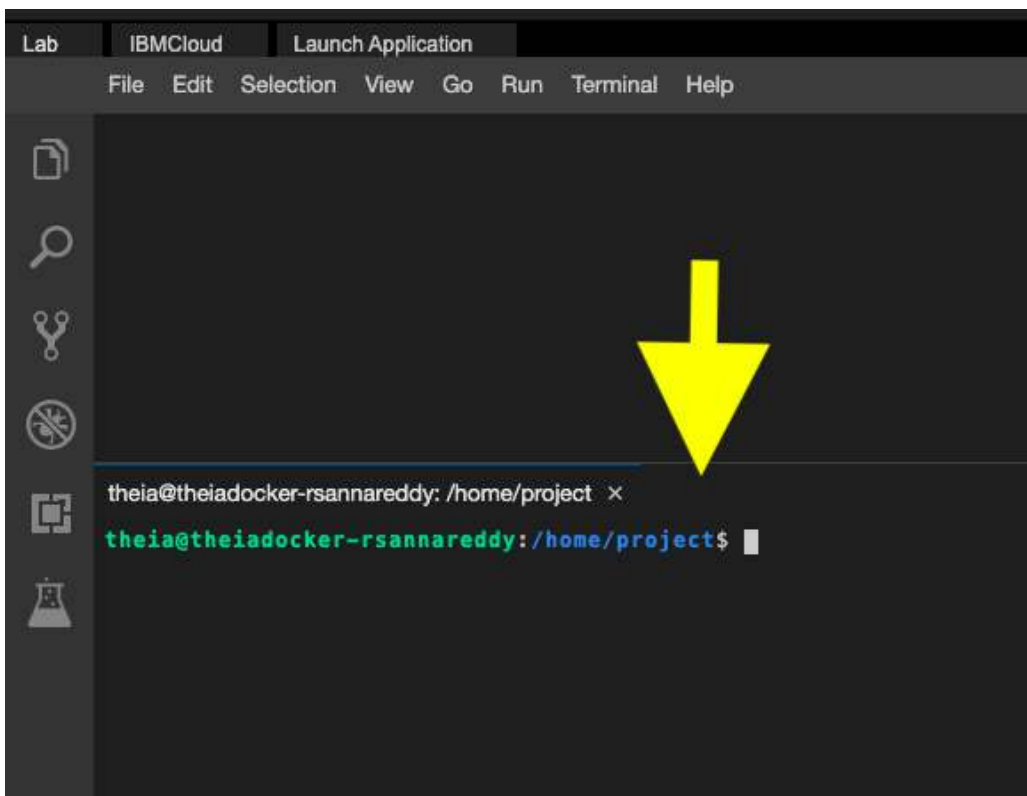 Lab IBMCloud Launch Application
File Edit Selection View Go Run Terminal Help
theia@theiadocker-rsannareddy: /home/project ×
theia@theiadocker-rsannareddy:/home/project$